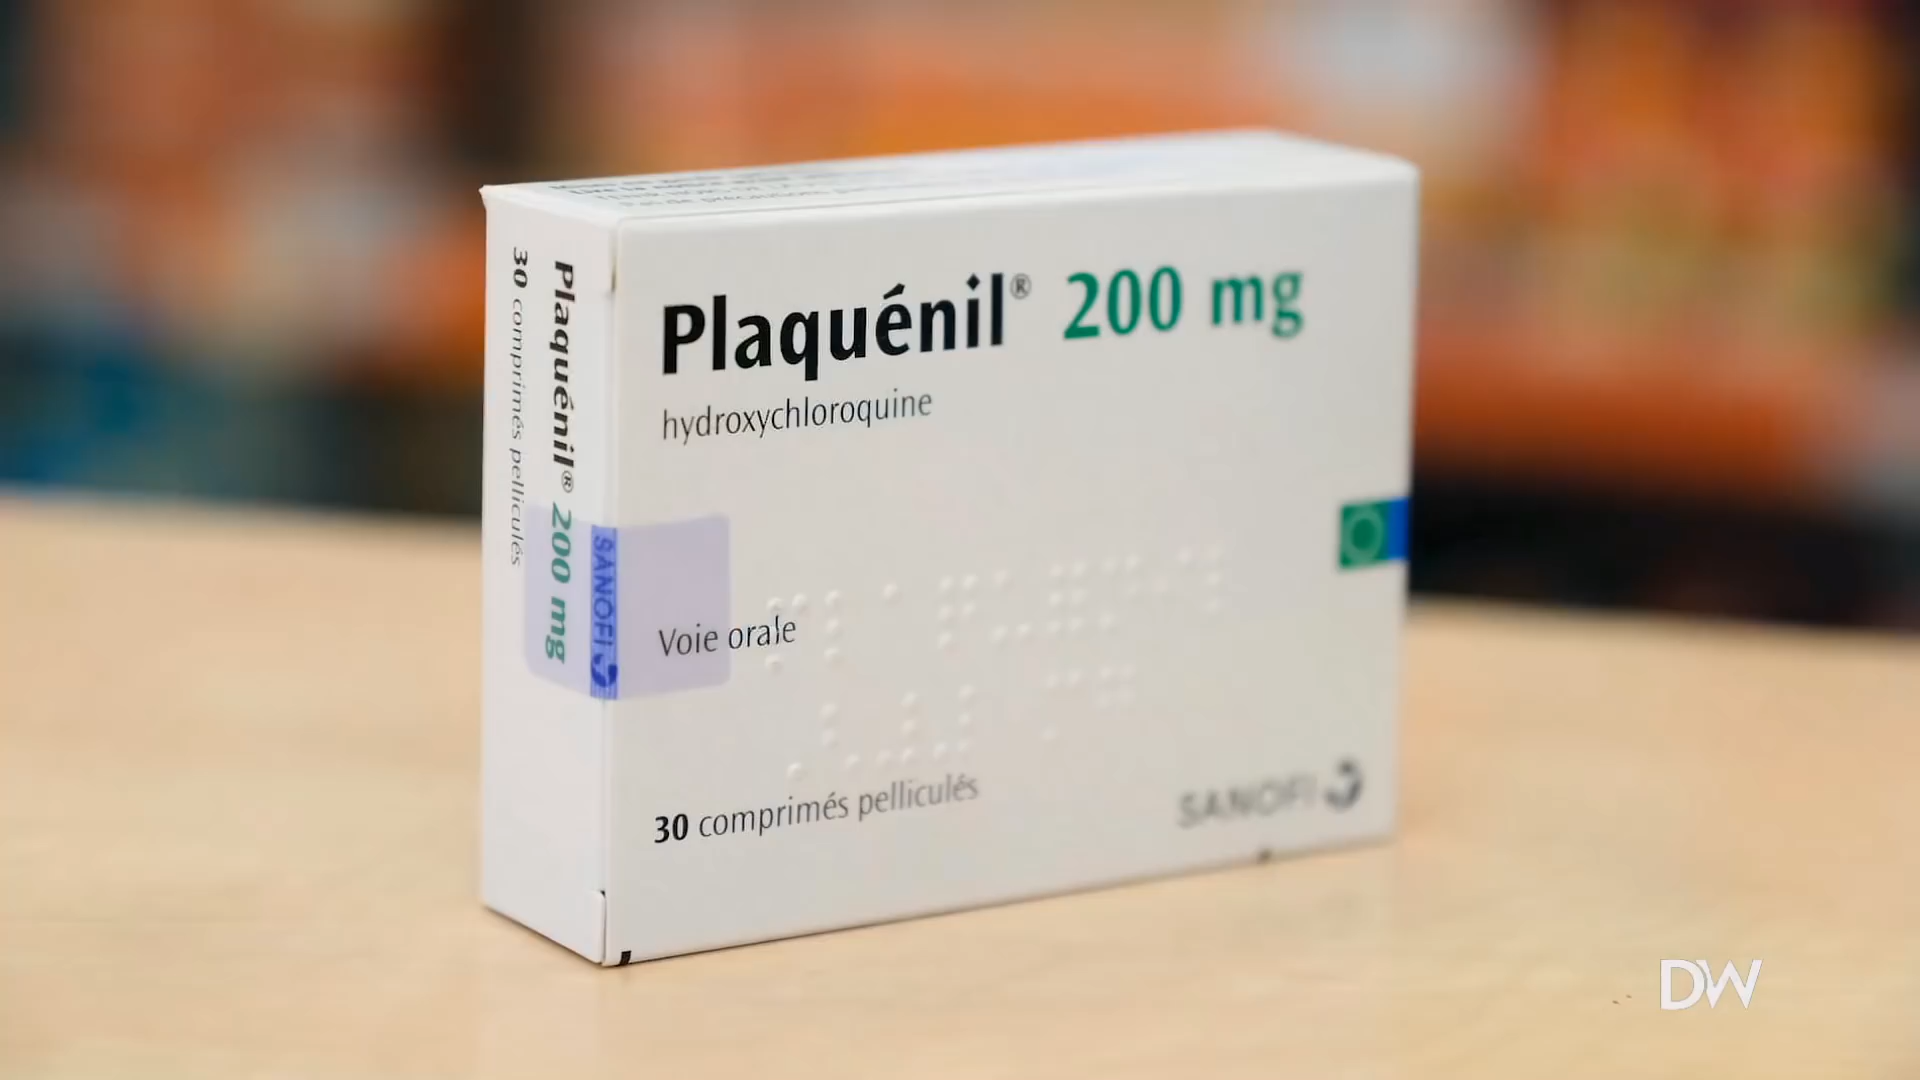 Plaquénil® 200 mg
hydroxychloroquine
Voie orale
30 comprimés pelliculés
SANOFI
Plaquénil® 200 mg
30 comprimés pelliculés
SANOFI
DW